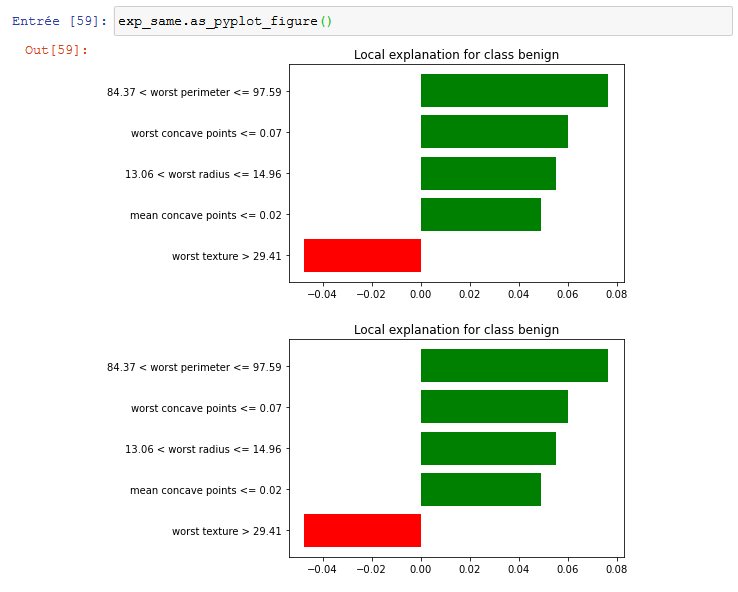 Entrée [59]: exp_same.as_pyplot_figure()
Out[59]:
Local explanation for class benign
84.37 < worst perimeter <= 97.59
worst concave points <= 0.07
13.06 < worst radius <= 14.96
mean concave points <= 0.02
worst texture > 29.41
−0.04 −0.02 0.00 0.02 0.04 0.06 0.08
Local explanation for class benign
84.37 < worst perimeter <= 97.59
worst concave points <= 0.07
13.06 < worst radius <= 14.96
mean concave points <= 0.02
worst texture > 29.41
−0.04 −0.02 0.00 0.02 0.04 0.06 0.08